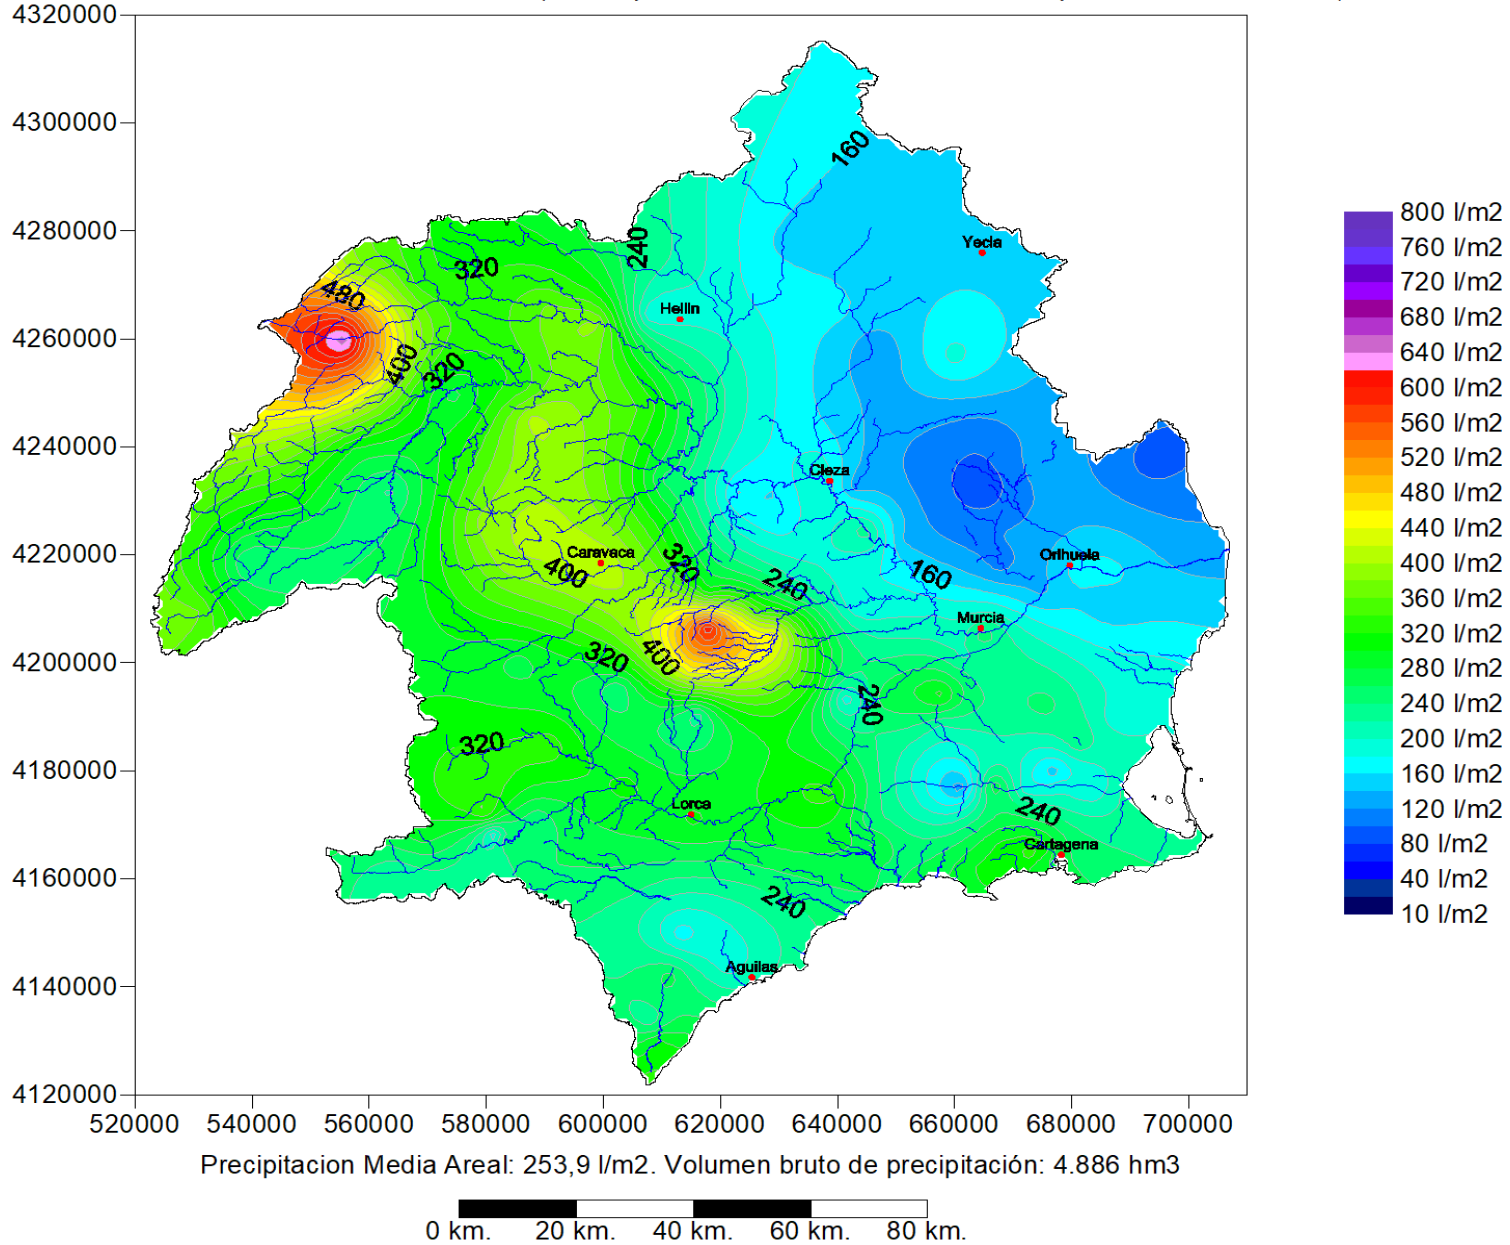 4320000
4300000
4280000
4260000
4240000
4220000
4200000
4180000
4160000
4140000
4120000
520000 540000 560000 580000 600000 620000 640000 660000 680000 700000
160
240
Yecla
320
480
Hellin
400
320
Cieza
320
Caravaca
400
240
160
Orihuela
Murcia
320
400
240
320
Lorca
240
Cartagena
240
Aguilas
800 l/m2
760 l/m2
720 l/m2
680 l/m2
640 l/m2
600 l/m2
560 l/m2
520 l/m2
480 l/m2
440 l/m2
400 l/m2
360 l/m2
320 l/m2
280 l/m2
240 l/m2
200 l/m2
160 l/m2
120 l/m2
80 l/m2
40 l/m2
10 l/m2
Precipitacion Media Areal: 253,9 l/m2. Volumen bruto de precipitación: 4.886 hm3
0 km. 20 km. 40 km. 60 km. 80 km.